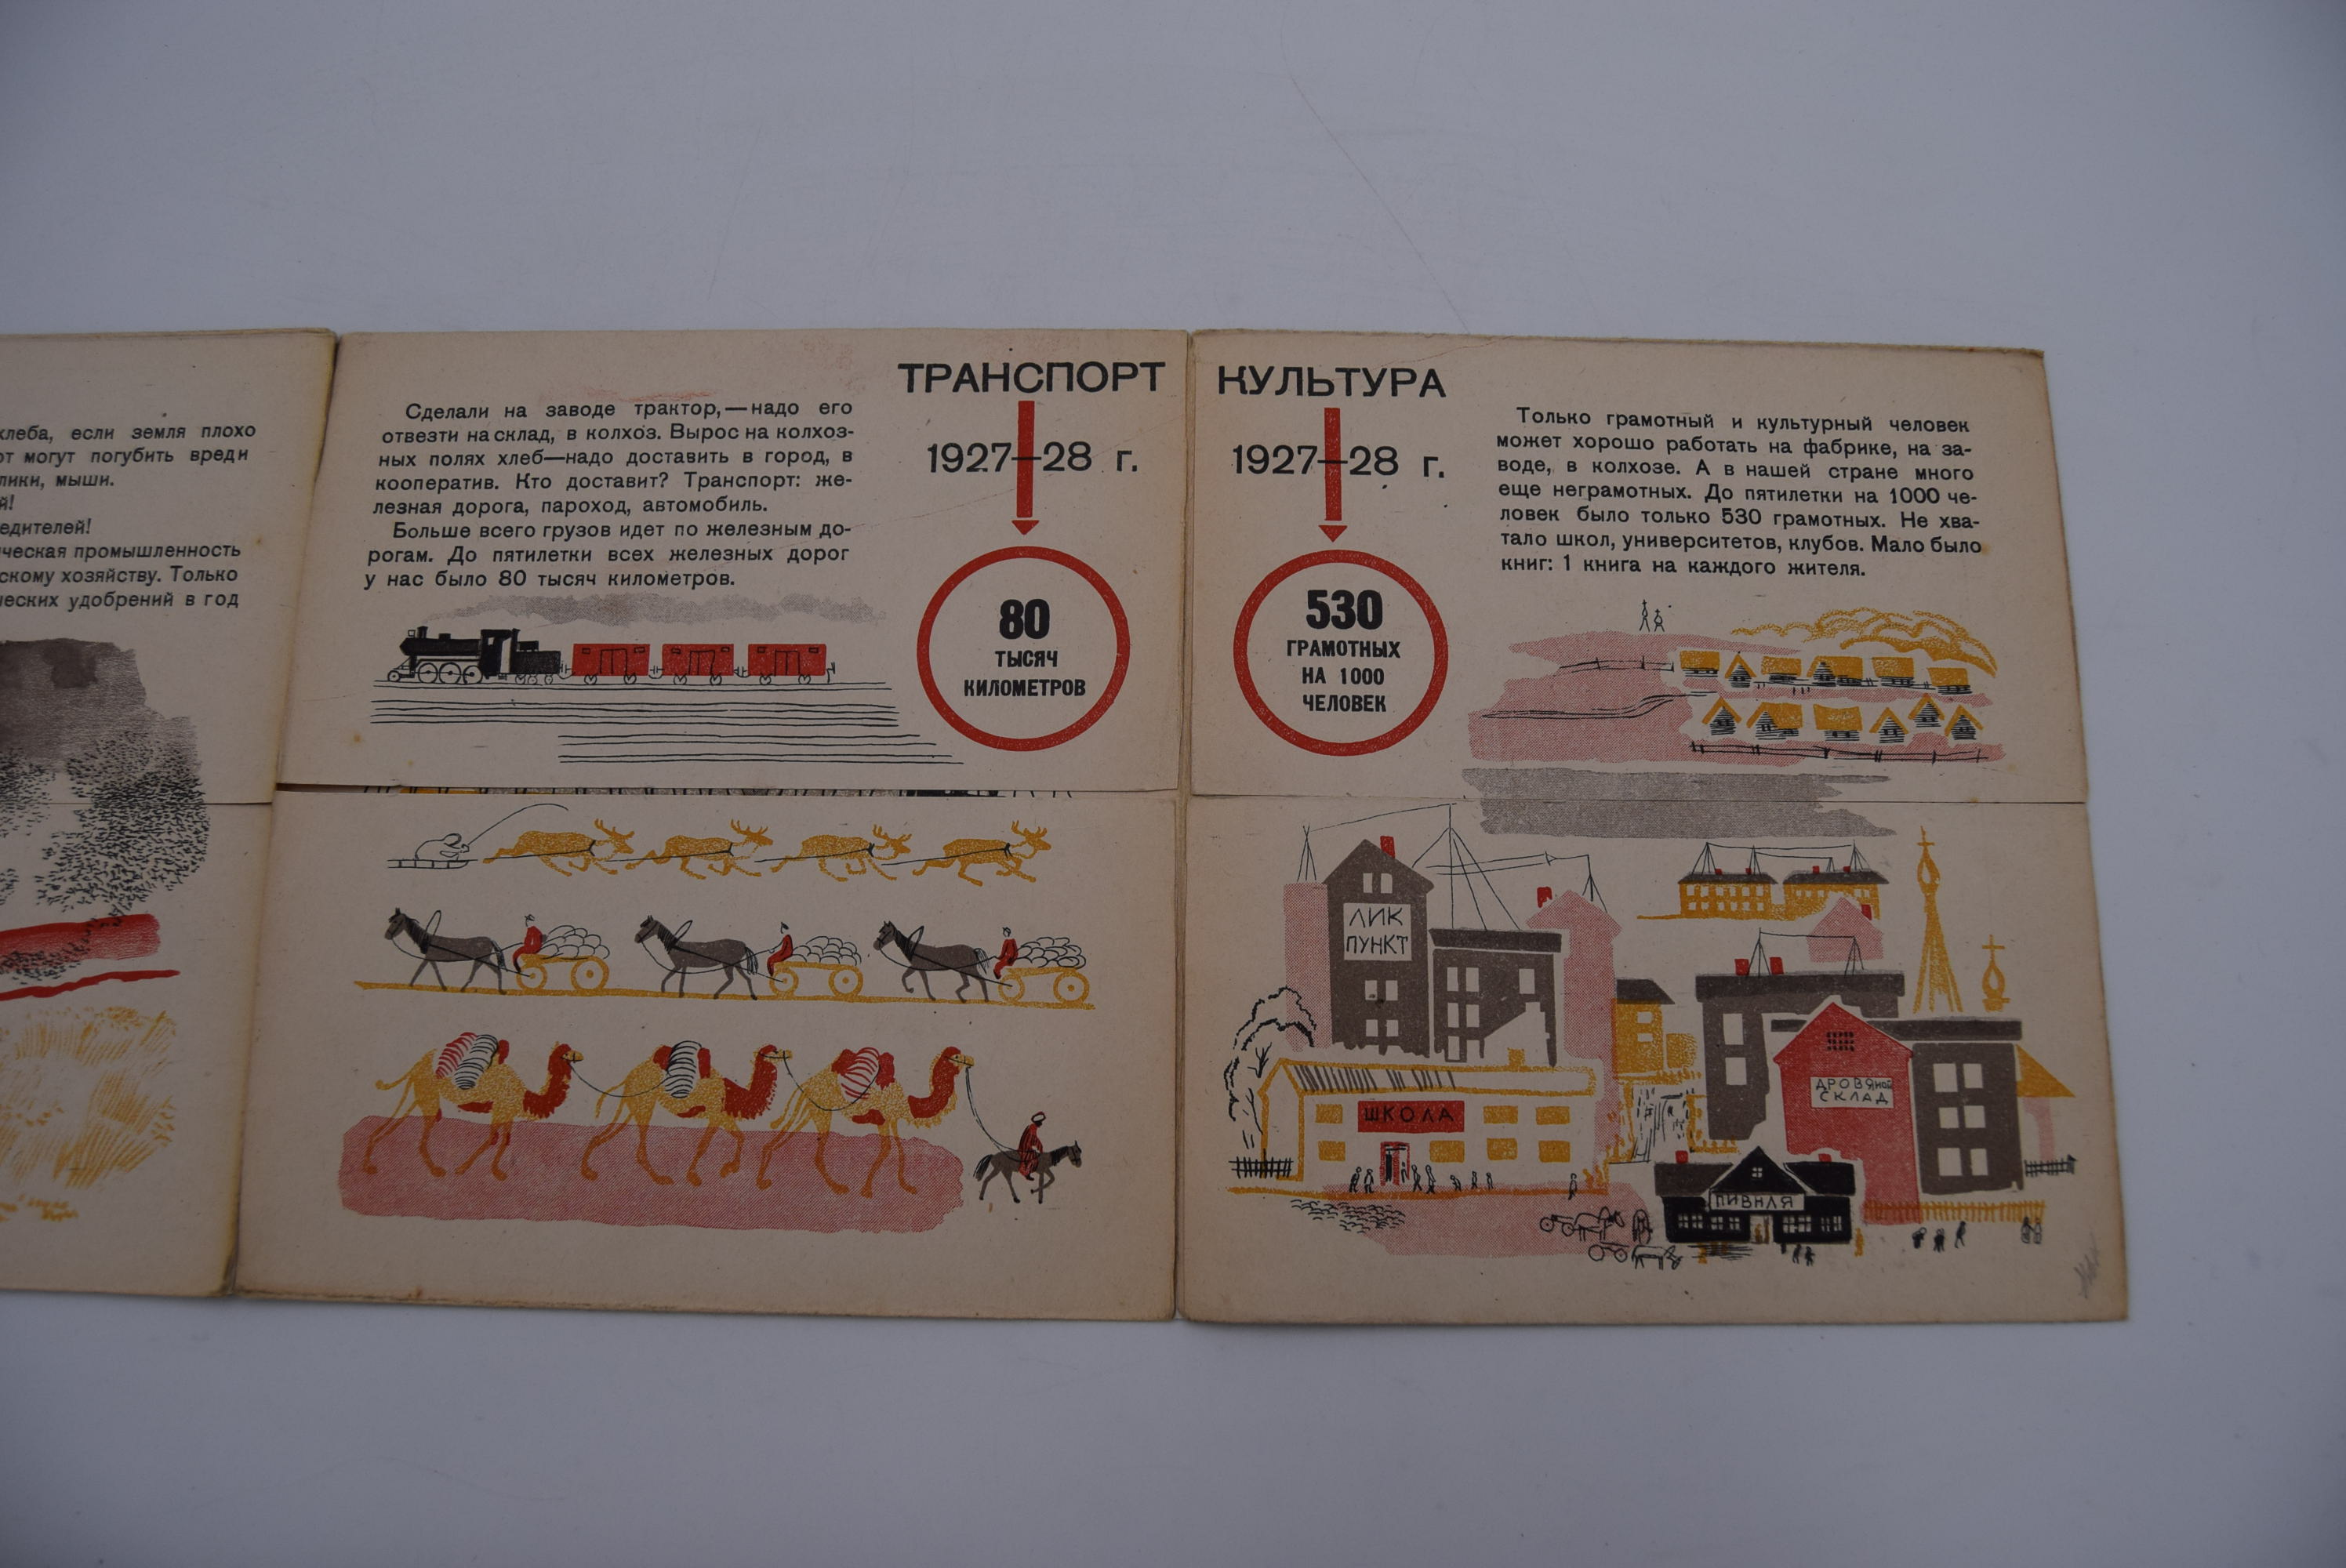 хлеба, если земля плохо
могут погубить вреди
мыши.
едителей!
промышленность
хозяйству. Только
удобрений в год
ТРАНСПОРТ
1927—28 г.
Сделали на заводе трактор,—надо его
отвезти на склад, в колхоз. Вырос на колхоз-
ных полях хлеб—надо доставить в город, в
кооператив. Кто доставит? Транспорт: же-
лезная дорога, пароход, автомобиль.
Больше всего грузов идет по железным до-
рогам. До пятилетки всех железных дорог
у нас было 80 тысяч километров.
80
ТЫСЯЧ
КИЛОМЕТРОВ
КУЛЬТУРА
1927—28 г.
530
ГРАМОТНЫХ
НА 1000
ЧЕЛОВЕК
Только грамотный и культурный человек
может хорошо работать на фабрике, на за-
воде, в колхозе. А в нашей стране много
еще неграмотных. До пятилетки на 1000 че-
ловек было только 530 грамотных. Не хва-
тало школ, университетов, клубов. Мало было
книг: 1 книга на каждого жителя.
ЛИК
ПУНКТ
ШКОЛА
ДРОВЯНОЙ
СКЛАД
ПИВНАЯ